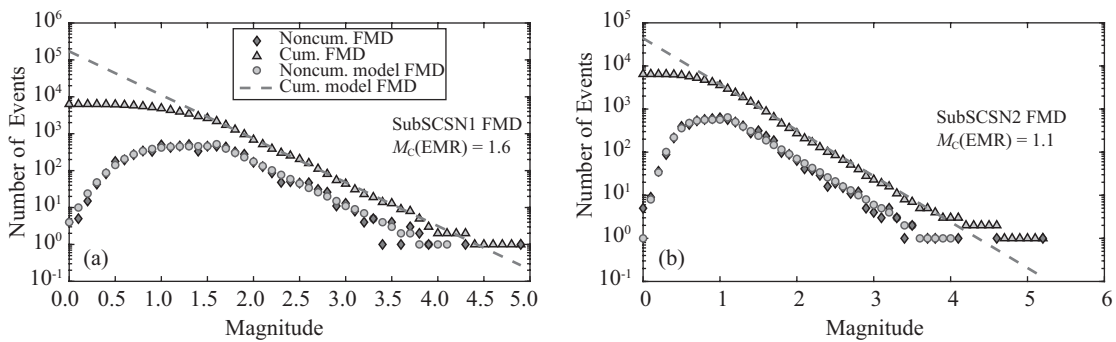 10^6
10^5
10^4
10^3
10^2
10^1
10^0
10^-1
Number of Events
Noncum. FMD
Cum. FMD
Noncum. model FMD
Cum. model FMD
SubSCSN1 FMD
M_C(EMR) = 1.6
(a)
0.0 0.5 1.0 1.5 2.0 2.5 3.0 3.5 4.0 4.5 5.0
Magnitude
10^5
10^4
10^3
10^2
10^1
10^0
10^-1
Number of Events
SubSCSN2 FMD
M_C(EMR) = 1.1
(b)
0 1 2 3 4 5 6
Magnitude